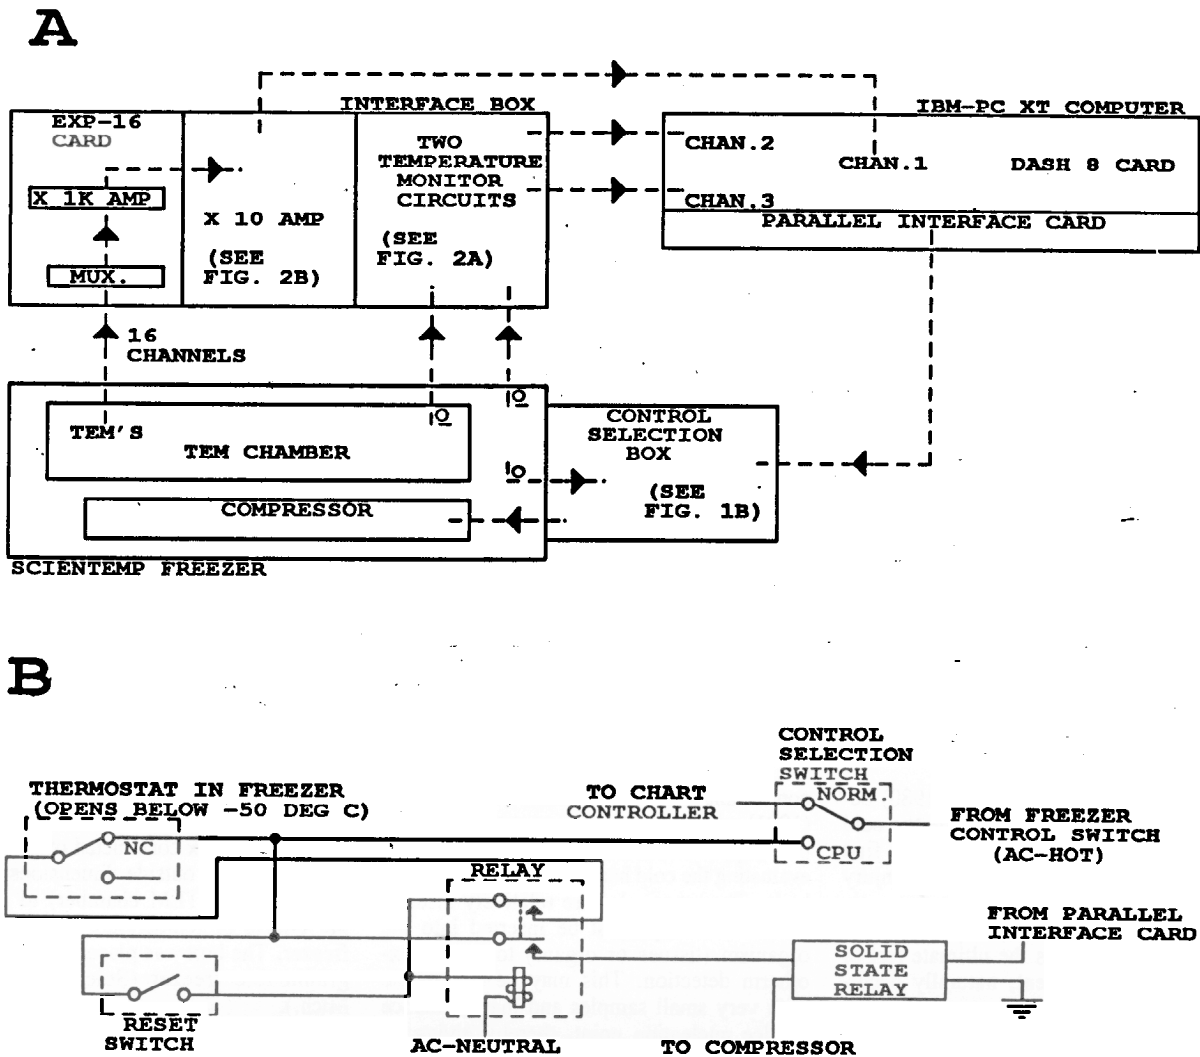 A
INTERFACE BOX
IBM-PC XT COMPUTER
EXP-16
CARD
X 1K AMP
MUX.
X 10 AMP
(SEE
FIG. 2B)
TWO
TEMPERATURE
MONITOR
CIRCUITS
(SEE
FIG. 2A)
CHAN.2
CHAN.1
DASH 8 CARD
CHAN.3
PARALLEL INTERFACE CARD
16
CHANNELS
O
O
TEM'S
TEM CHAMBER
O
COMPRESSOR
CONTROL
SELECTION
BOX
(SEE
FIG. 1B)
SCIENTEMP FREEZER
B
CONTROL
SELECTION
SWITCH
THERMOSTAT IN FREEZER
(OPENS BELOW -50 DEG C)
NC
TO CHART
CONTROLLER
NORM.
CPU
FROM FREEZER
CONTROL SWITCH
(AC-HOT)
RELAY
FROM PARALLEL
INTERFACE CARD
SOLID
STATE
RELAY
RESET
SWITCH
AC-NEUTRAL
TO COMPRESSOR